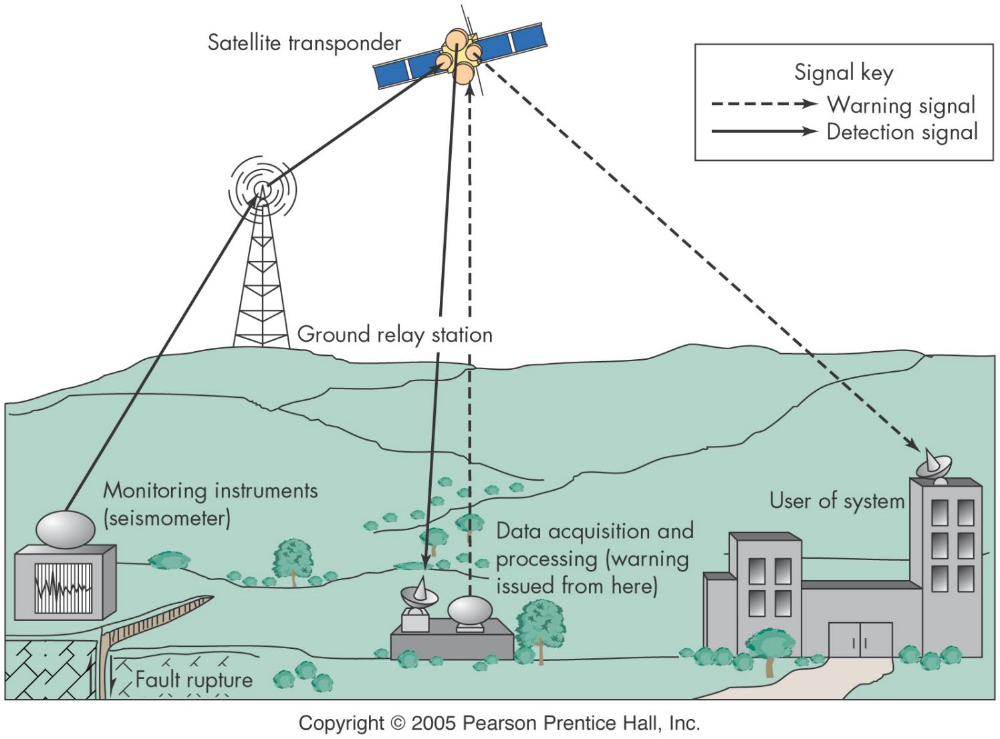 Satellite transponder
Signal key
Warning signal
Detection signal
Ground relay station
Monitoring instruments
(seismometer)
User of system
Data acquisition and
processing (warning
issued from here)
Fault rupture
Copyright © 2005 Pearson Prentice Hall, Inc.